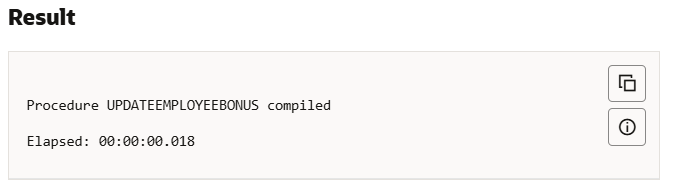 Result
Procedure UPDATEEMPLOYEEBONUS compiled
Elapsed: 00:00:00.018